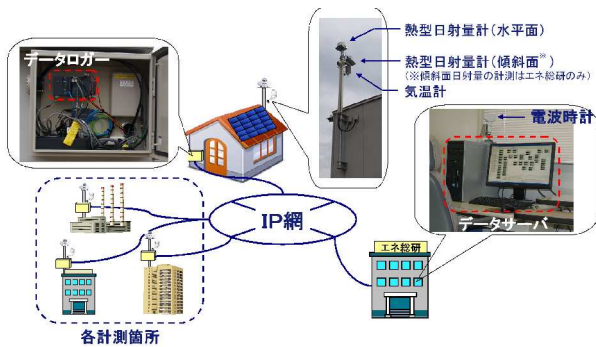 データロガー
熱型日射量計(水平面)
熱型日射量計(傾斜面※)
(※傾斜面日射量の計測はエネ総研のみ)
気温計
電波時計
データサーバ
IP網
エネ総研
各計測箇所